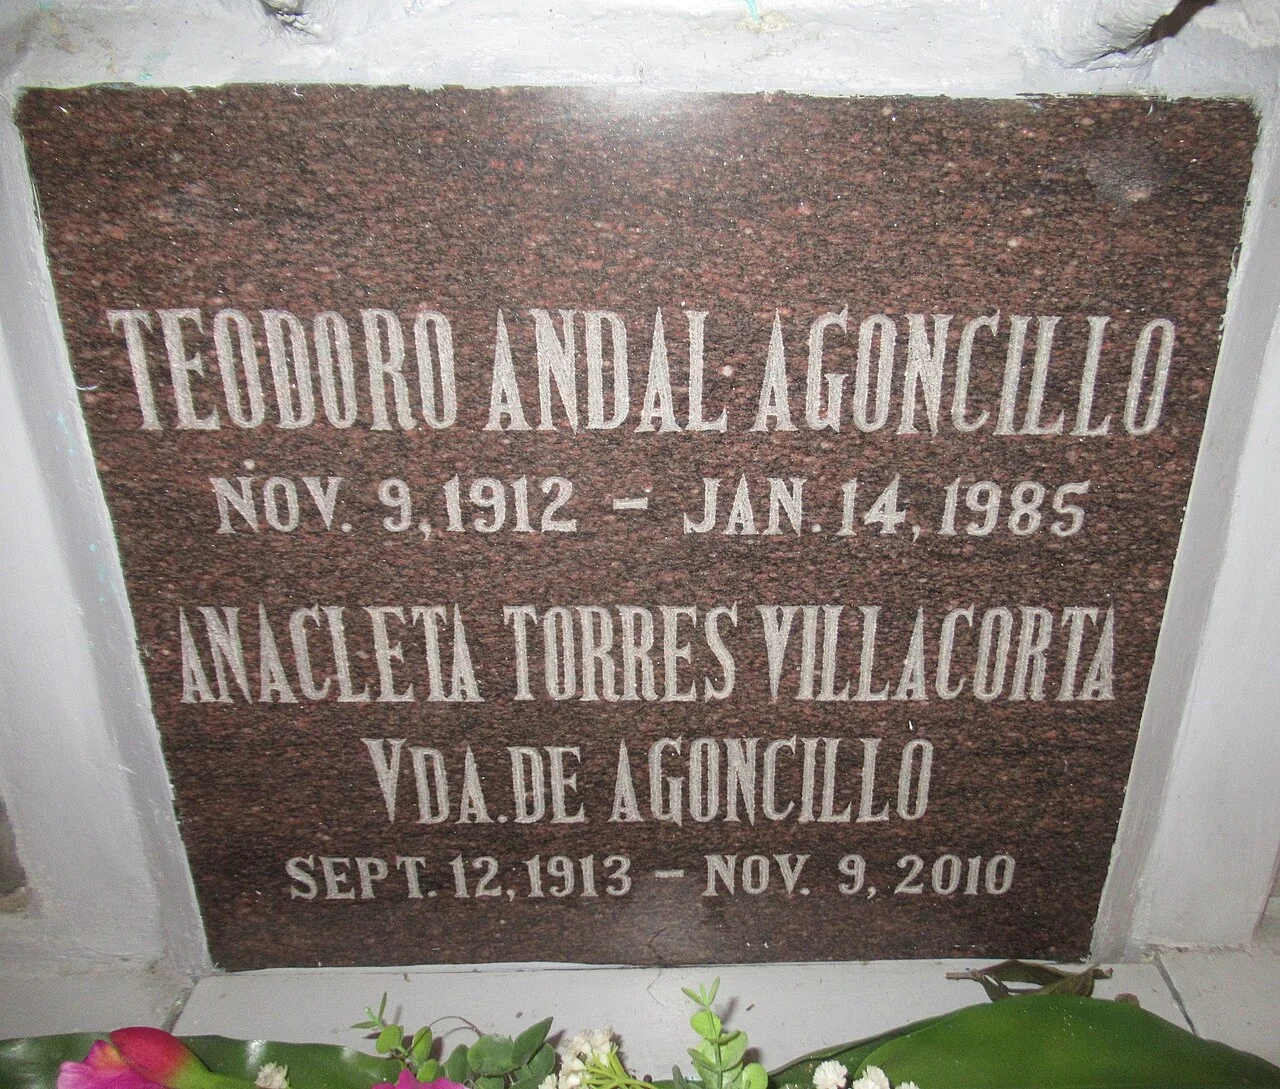 TEODORO ANDAL AGONCILLO
NOV. 9, 1912 – JAN. 14, 1985
ANACLETA TORRES VILLACORTA
VDA. DE AGONCILLO
SEPT. 12, 1913 – NOV. 9, 2010